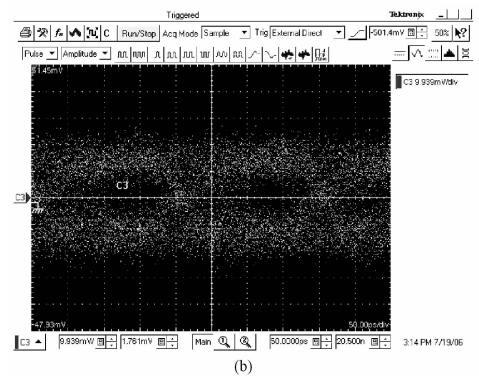 Triggered
Tektronix
C Run/Stop Acq Mode Sample Trig External Direct -501.4mV 50%
Pulse Amplitude
51.45mV
C3 9.939mV/div
C3
C3
-47.93mV
50.00ps/div
C3 9.939mV 1.761mV Main 50.0000ps 20.500n 3:14 PM 7/19/06
(b)